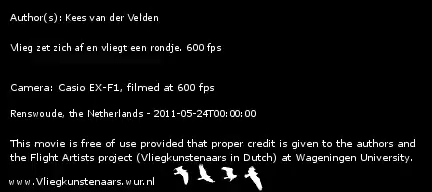 Author(s): Kees van der Velden
Vlieg zet zich af en vliegt een rondje. 600 fps
Camera: Casio EX-F1, filmed at 600 fps
Renswoude, the Netherlands - 2011-05-24T00:00:00
This movie is free of use provided that proper credit is given to the authors and
the Flight Artists project (Vliegkunstenaars in Dutch) at Wageningen University.
www.Vliegkunstenaars.wur.nl